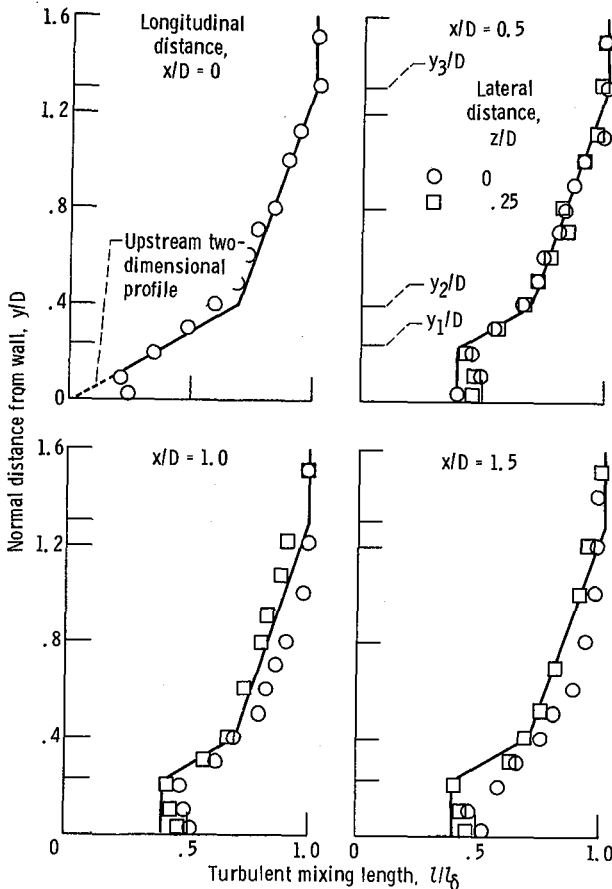 1.6
1.2
.8
.4
0
Longitudinal
distance,
x/D = 0
Upstream two-
dimensional
profile
x/D = 0.5
y3/D
Lateral
distance,
z/D
0
.25
y2/D
y1/D
Normal distance from wall, y/D
x/D = 1.0
1.6
1.2
.8
.4
0
.5
1.0
x/D = 1.5
0
.5
1.0
Turbulent mixing length, l/lδ